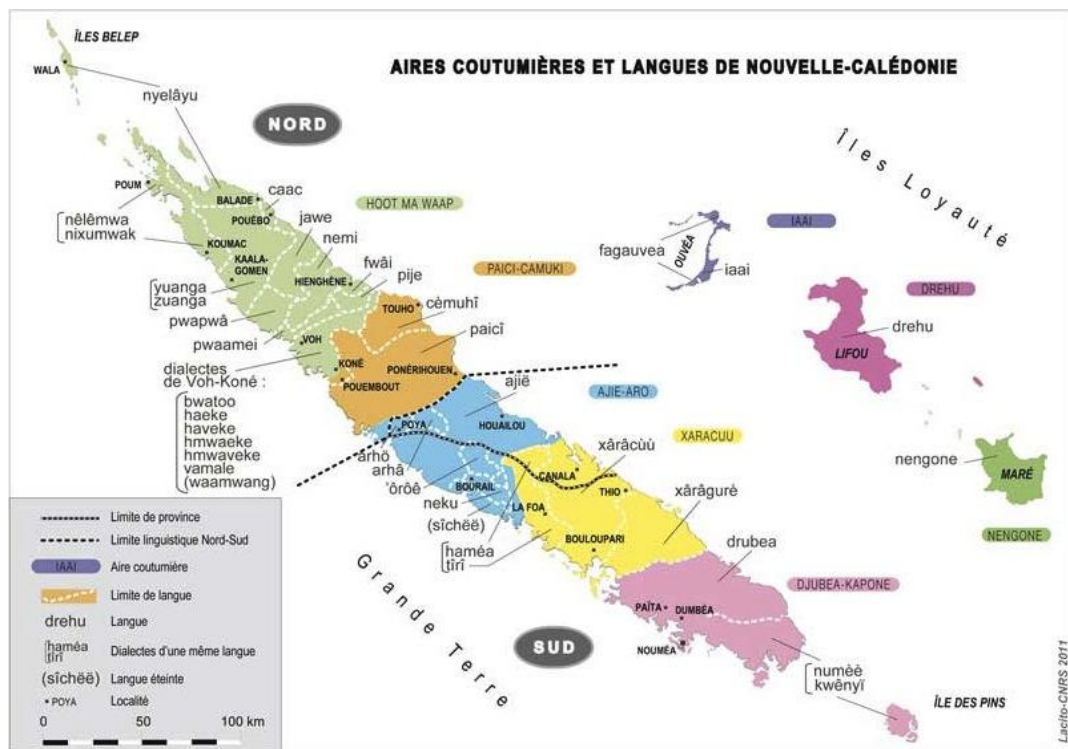 AIRES COUTUMIÈRES ET LANGUES DE NOUVELLE-CALÉDONIE
ÎLES BELEP
WALA
nyelâyu
NORD
POUM
BALADE
caac
POUÉBO
HOOT MA WAAP
nêlêmwa
nixumwak
jawe
KOUMAC
nemi
KAALA-
GOMEN
fwâi
HIENGHÈNE
pije
PAICI-CAMUKI
yuanga
zuanga
TOUHO
cèmuhî
pwapwâ
paicî
pwaamei
VOH
dialectes
de Voh-Koné :
KONÉ
PONÉRIHOUEN
POUEMBOUT
bwatoo
haeke
haveke
hmwaeke
hmwaveke
vamale
(waamwang)
ajië
AJIE-ARO
POYA
HOUAILOU
XARACUU
àrhö
arhâ
xârâcùù
'ôrôê
CANALA
BOURAIL
THIO
neku
LA FOA
xârâgurè
(sîchëë)
BOULOUPARI
haméa
tîrî
drubea
DJUBEA-KAPONE
PAÏTA
DUMBÉA
NOUMÉA
SUD
numèè
kwênyï
ÎLE DES PINS
Grande Terre
Îles Loyauté
fagauvea
OUVÉA
IAAI
iaai
DREHU
drehu
LIFOU
nengone
MARÉ
NENGONE
Limite de province
Limite linguistique Nord-Sud
IAAI
Aire coutumière
Limite de langue
drehu
Langue
haméa
tîrî
Dialectes d'une même langue
(sîchëë)
Langue éteinte
POYA
Localité
0 50 100 km
Lacito-CNRS 2011